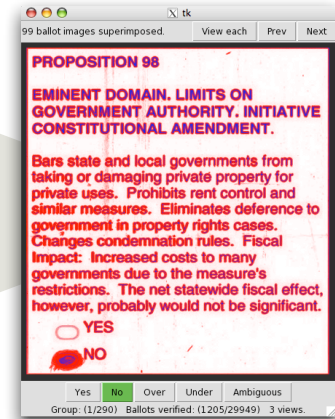 tk
99 ballot images superimposed. View each Prev Next
PROPOSITION 98
EMINENT DOMAIN. LIMITS ON
GOVERNMENT AUTHORITY. INITIATIVE
CONSTITUTIONAL AMENDMENT.
Bars state and local governments from
taking or damaging private property for
private uses. Prohibits rent control and
similar measures. Eliminates deference to
government in property rights cases.
Changes condemnation rules. Fiscal
Impact: Increased costs to many
governments due to the measure's
restrictions. The net statewide fiscal effect,
however, probably would not be significant.
YES
NO
Yes No Over Under Ambiguous
Group: (1/290) Ballots verified: (1205/29949) 3 views.